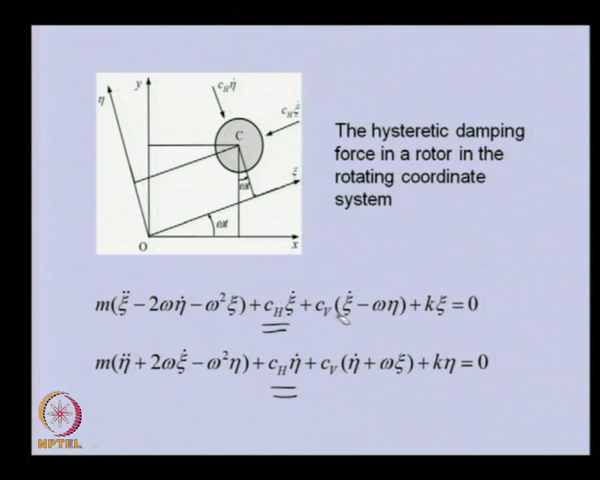 η
y
c_H η̇
c_H ξ̇
C
ξ
ωt
ωt
O
x
The hysteretic damping
force in a rotor in the
rotating coordinate
system
m(ξ̈ − 2ωη̇ − ω²ξ) + c_H ξ̇ + c_V(ξ̇ − ωη) + kξ = 0
m(η̈ + 2ωξ̇ − ω²η) + c_H η̇ + c_V(η̇ + ωξ) + kη = 0
NPTEL